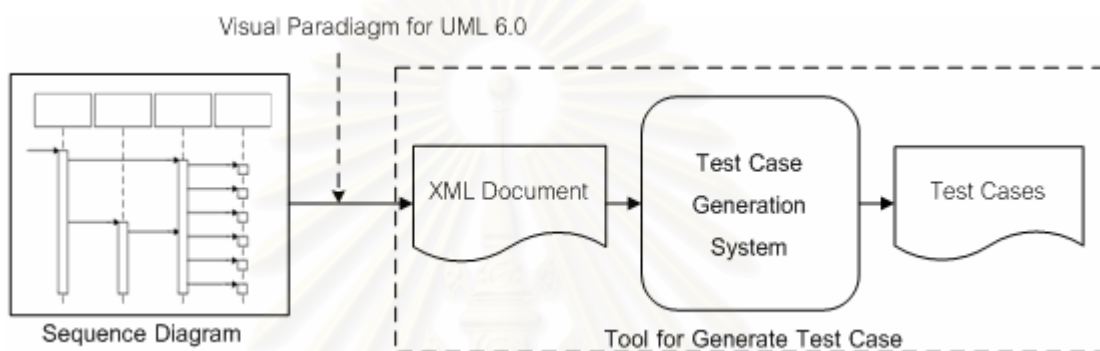 Visual Paradiagm for UML 6.0
XML Document
Test Case
Generation
System
Test Cases
Sequence Diagram
Tool for Generate Test Case